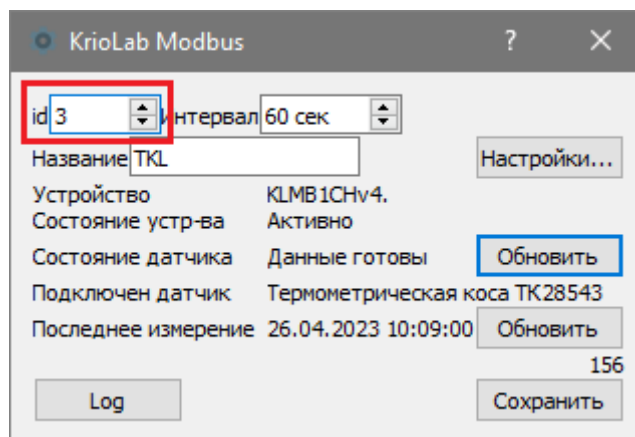 KrioLab Modbus ? ×
id 3 Интервал 60 сек
Название TKL Настройки...
Устройство KLMB1CHv4.
Состояние устр-ва Активно
Состояние датчика Данные готовы Обновить
Подключен датчик Термометрическая коса TK28543
Последнее измерение 26.04.2023 10:09:00 Обновить
156
Log Сохранить